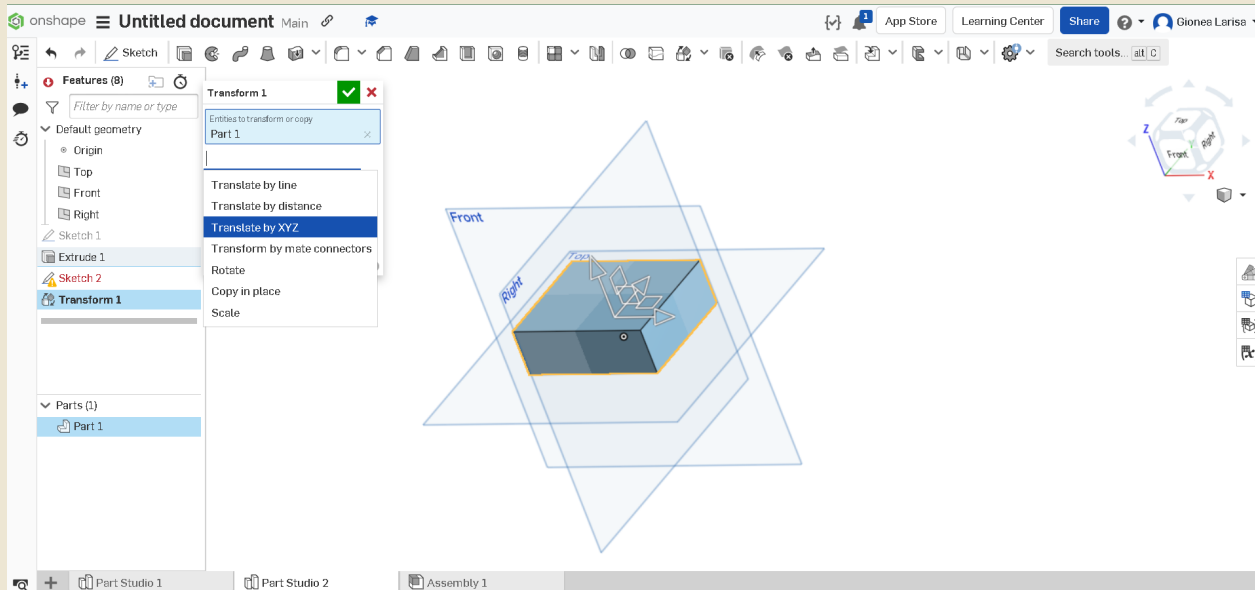 onshape Untitled document Main 1 App Store Learning Center Share Gionea Larisa
Sketch Search tools... alt C
Features (8)
Filter by name or type
Default geometry
Origin
Top
Front
Right
Sketch 1
Extrude 1
Sketch 2
Transform 1
Parts (1)
Part 1
Transform 1
Entities to transform or copy
Part 1
Translate by line
Translate by distance
Translate by XYZ
Transform by mate connectors
Rotate
Copy in place
Scale
Front
Top
Right
Z
Top
Front
Right
Y
X
Part Studio 1 Part Studio 2 Assembly 1